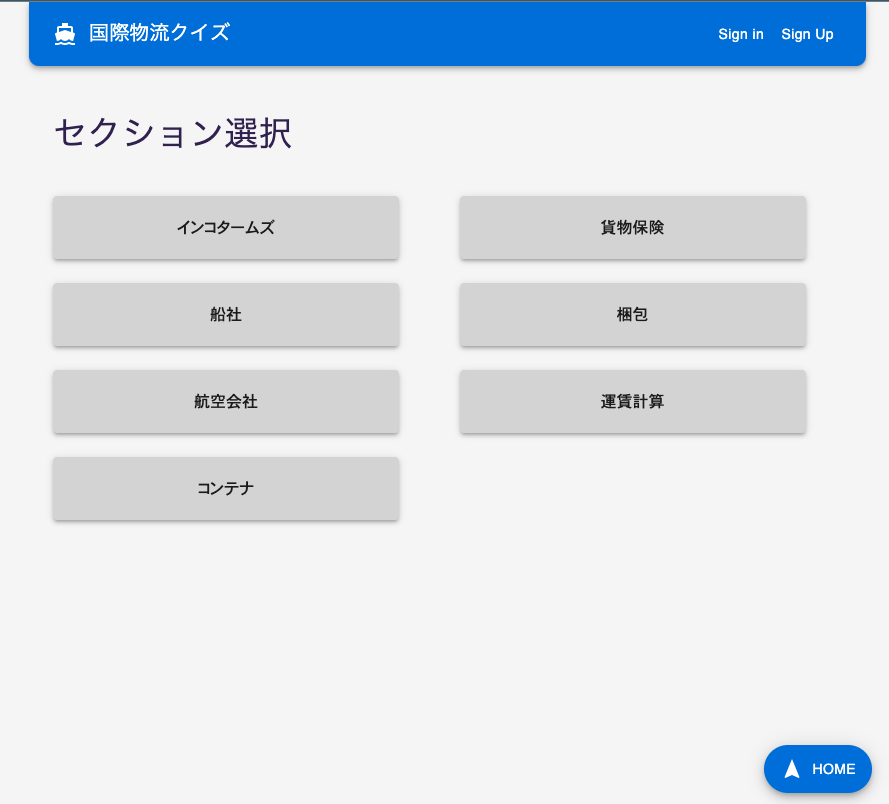 国際物流クイズ
Sign in
Sign Up
セクション選択
インコタームズ
貨物保険
船社
梱包
航空会社
運賃計算
コンテナ
HOME